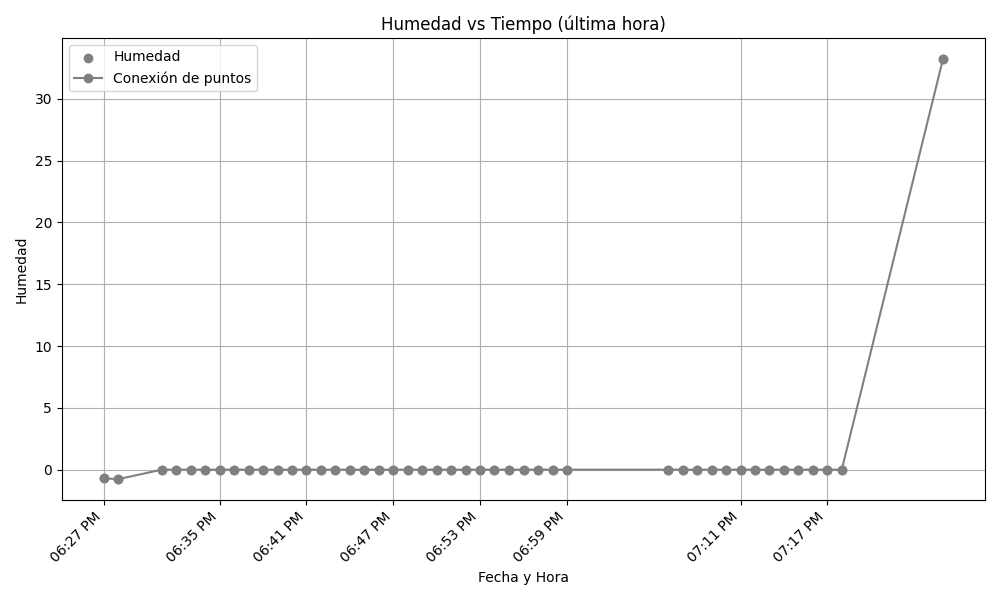 Humedad vs Tiempo (última hora)
Humedad
Conexión de puntos
30
25
20
15
10
5
0
Humedad
06:27 PM
06:35 PM
06:41 PM
06:47 PM
06:53 PM
06:59 PM
07:11 PM
07:17 PM
Fecha y Hora